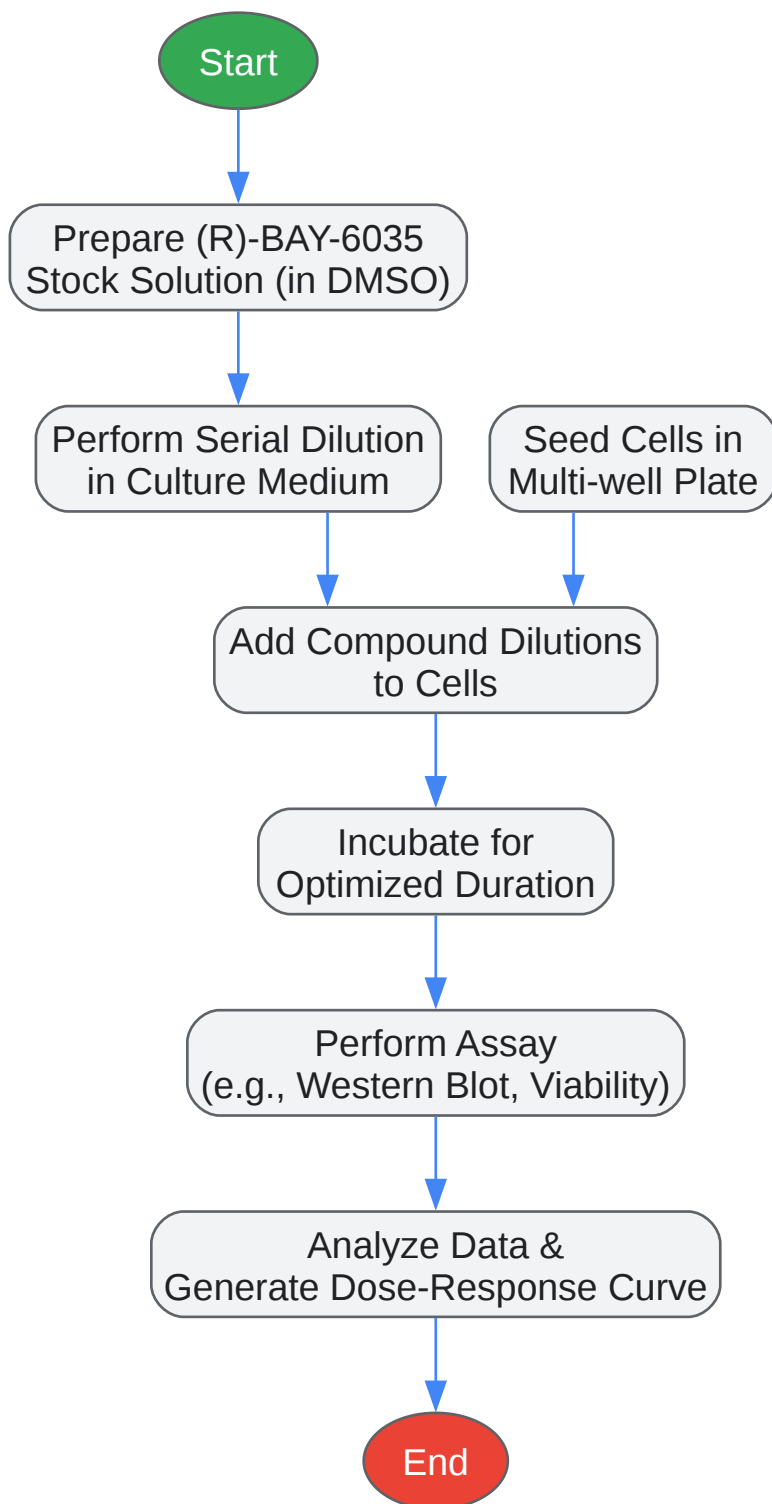 Start
Prepare (R)-BAY-6035
Stock Solution (in DMSO)
Perform Serial Dilution
in Culture Medium
Seed Cells in
Multi-well Plate
Add Compound Dilutions
to Cells
Incubate for
Optimized Duration
Perform Assay
(e.g., Western Blot, Viability)
Analyze Data &
Generate Dose-Response Curve
End